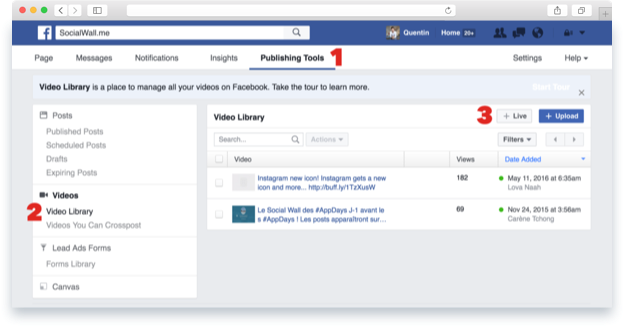 SocialWall.me
Quentin Home 20+
Page Messages Notifications Insights Publishing Tools 1 Settings Help
Video Library is a place to manage all your videos on Facebook. Take the tour to learn more. Start Tour
Posts
Published Posts
Scheduled Posts
Drafts
Expiring Posts
Videos
2 Video Library
Videos You Can Crosspost
Lead Ads Forms
Forms Library
Canvas
Video Library 3 + Live + Upload
Search... Actions Filters
Video Views Date Added
Instagram new icon! Instagram gets a new 182 May 11, 2016 at 6:35am
icon and more... http://buff.ly/1TzXusW Lova Naah
Le Social Wall des #AppDays J-1 avant le 69 Nov 24, 2015 at 3:56am
s #AppDays ! Les posts apparaîtront sur... Carène Tchong